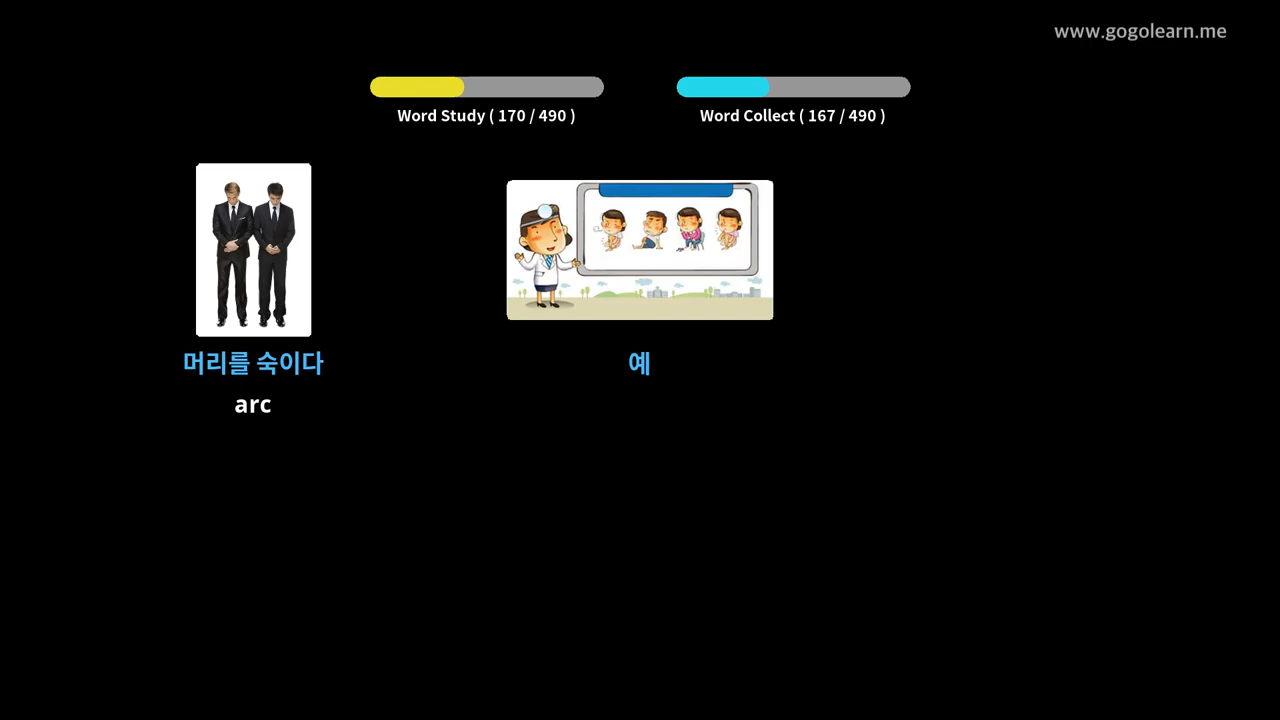 www.gogolearn.me
Word Study ( 170 / 490 )
Word Collect ( 167 / 490 )
머리를 숙이다
arc
예